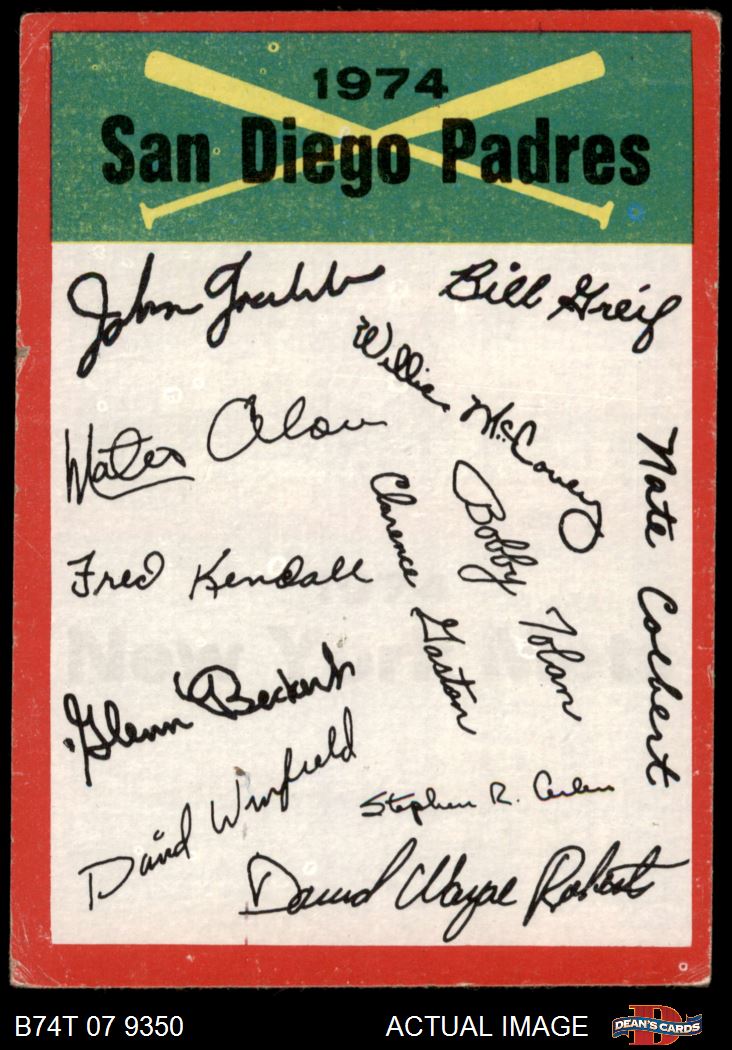 1974
San Diego Padres
John Grubb
Bill Greif
Willie McCovey
Mateo Alou
Nate Colbert
Clarence Gaston
Bobby Tolan
Fred Kendall
Glenn Beckert
David Winfield
Stephen R. Arlin
David Wayne Roberts
B74T 07 9350
ACTUAL IMAGE
DEAN'S CARDS